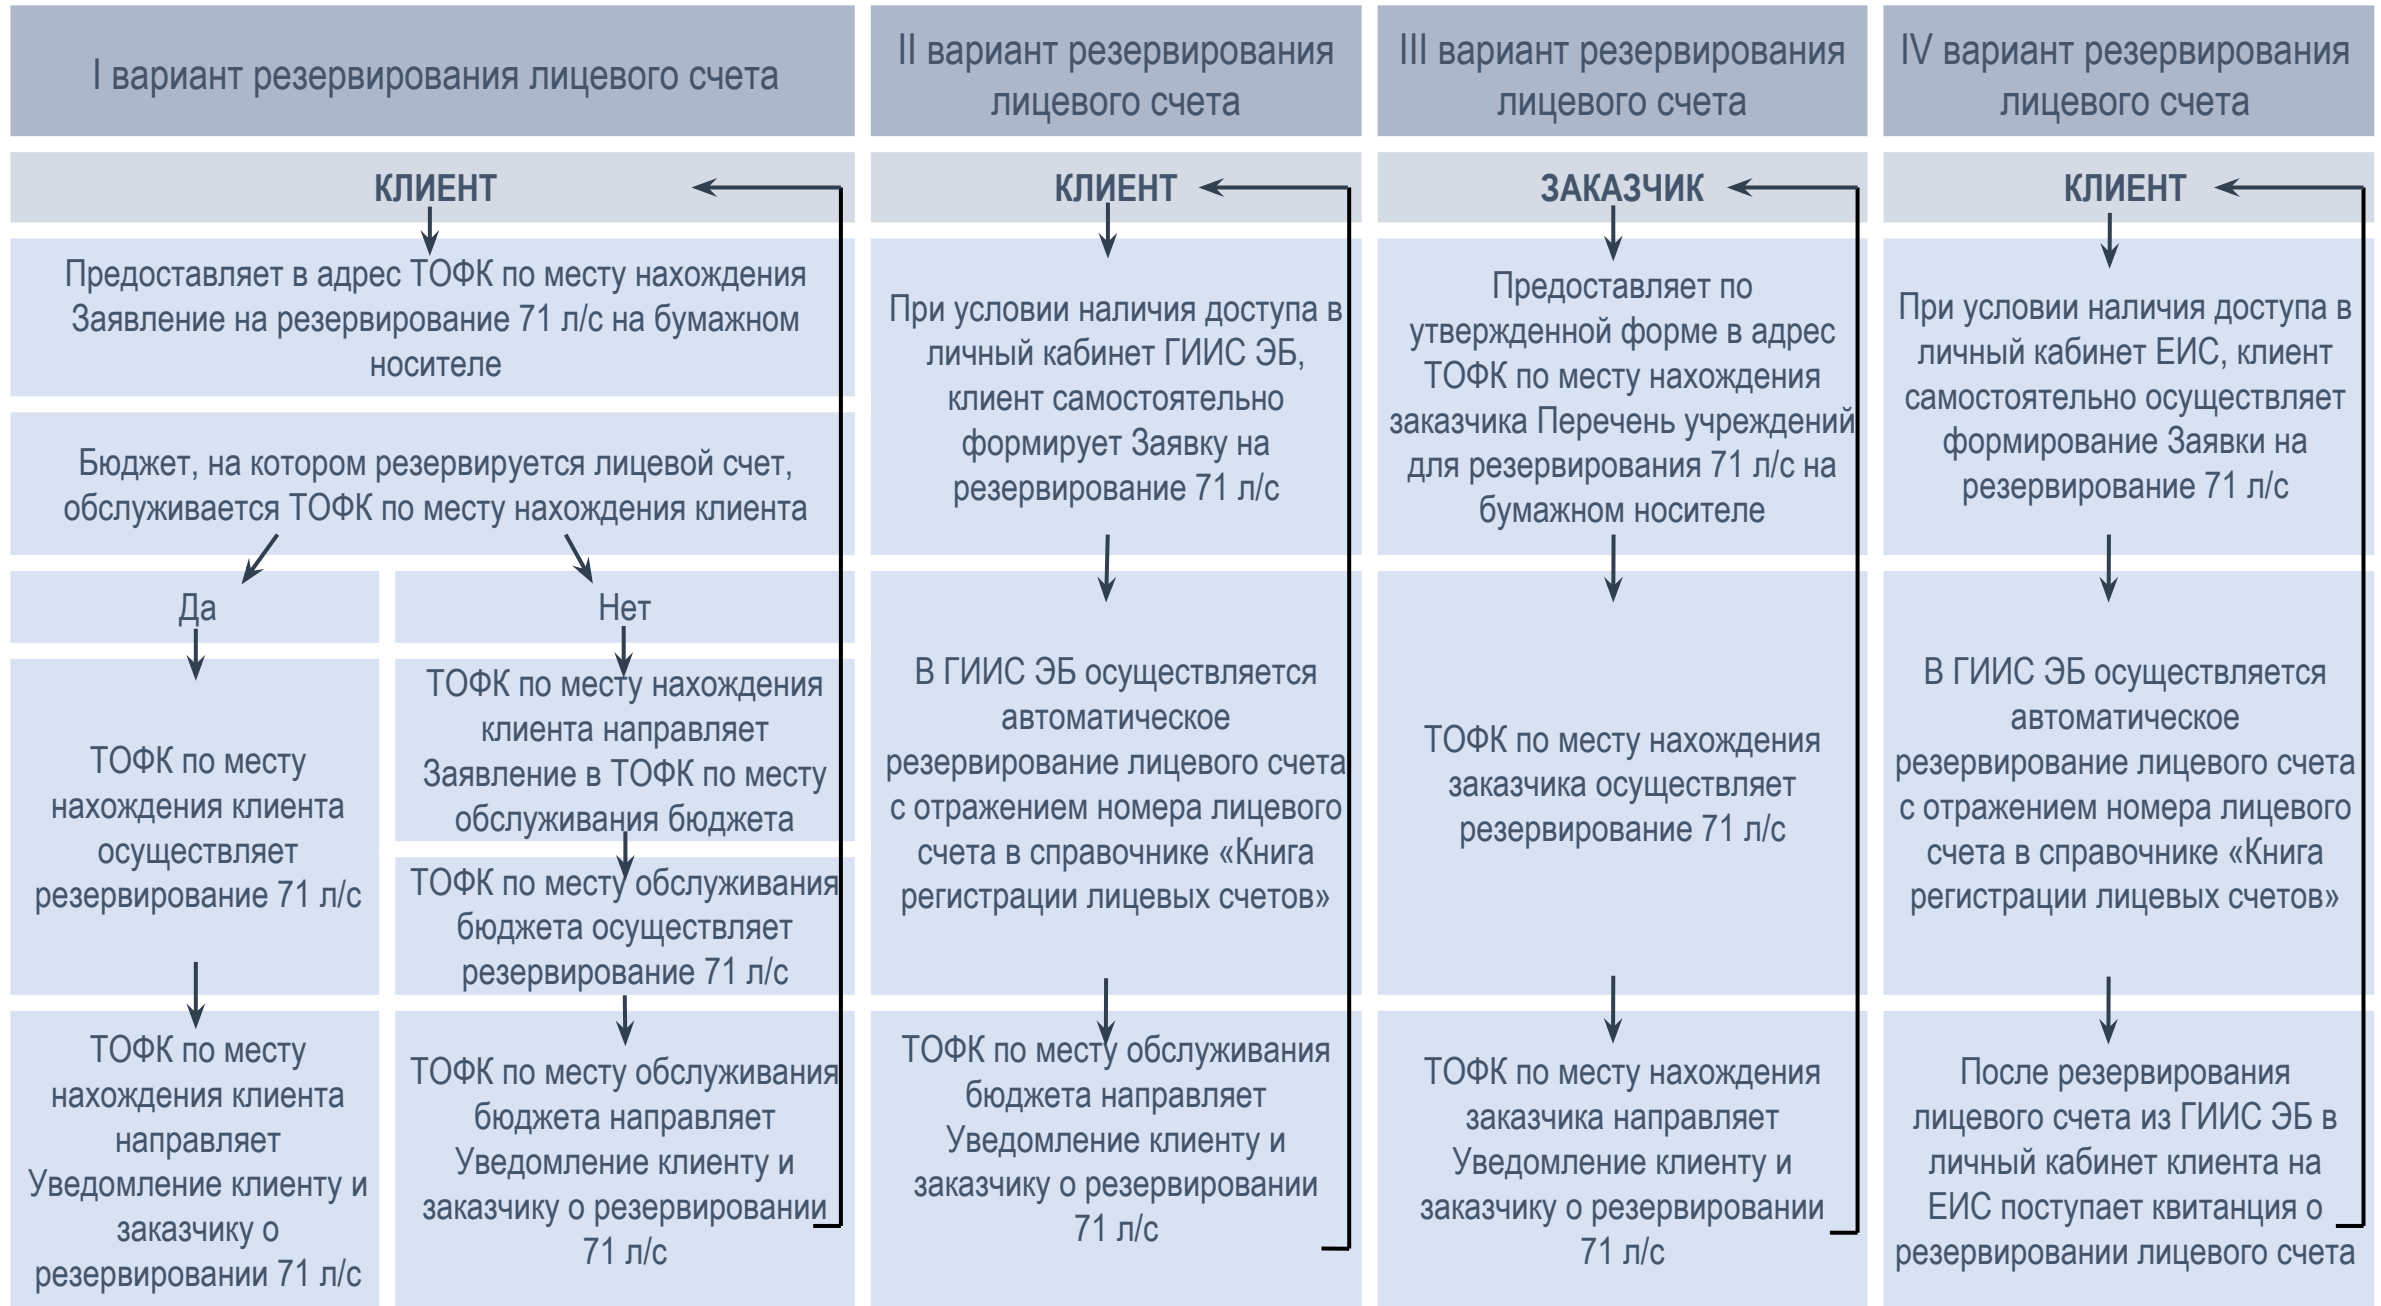 I вариант резервирования лицевого счета
КЛИЕНТ
Предоставляет в адрес ТОФК по месту нахождения
Заявление на резервирование 71 л/с на бумажном
носителе
Бюджет, на котором резервируется лицевой счет,
обслуживается ТОФК по месту нахождения клиента
Да
ТОФК по месту
нахождения клиента
осуществляет
резервирование 71 л/с
ТОФК по месту
нахождения клиента
направляет
Уведомление клиенту и
заказчику о
резервировании 71 л/с
Нет
ТОФК по месту нахождения
клиента направляет
Заявление в ТОФК по месту
обслуживания бюджета
ТОФК по месту обслуживания
бюджета осуществляет
резервирование 71 л/с
ТОФК по месту обслуживания
бюджета направляет
Уведомление клиенту и
заказчику о резервировании
71 л/с
II вариант резервирования
лицевого счета
КЛИЕНТ
При условии наличия доступа в
личный кабинет ГИИС ЭБ,
клиент самостоятельно
формирует Заявку на
резервирование 71 л/с
В ГИИС ЭБ осуществляется
автоматическое
резервирование лицевого счета
с отражением номера лицевого
счета в справочнике «Книга
регистрации лицевых счетов»
ТОФК по месту обслуживания
бюджета направляет
Уведомление клиенту и
заказчику о резервировании
71 л/с
III вариант резервирования
лицевого счета
ЗАКАЗЧИК
Предоставляет по
утвержденной форме в адрес
ТОФК по месту нахождения
заказчика Перечень учреждений
для резервирования 71 л/с на
бумажном носителе
ТОФК по месту нахождения
заказчика осуществляет
резервирование 71 л/с
ТОФК по месту нахождения
заказчика направляет
Уведомление клиенту и
заказчику о резервировании
71 л/с
IV вариант резервирования
лицевого счета
КЛИЕНТ
При условии наличия доступа в
личный кабинет ЕИС, клиент
самостоятельно осуществляет
формирование Заявки на
резервирование 71 л/с
В ГИИС ЭБ осуществляется
автоматическое
резервирование лицевого счета
с отражением номера лицевого
счета в справочнике «Книга
регистрации лицевых счетов»
После резервирования
лицевого счета из ГИИС ЭБ в
личный кабинет клиента на
ЕИС поступает квитанция о
резервировании лицевого счета